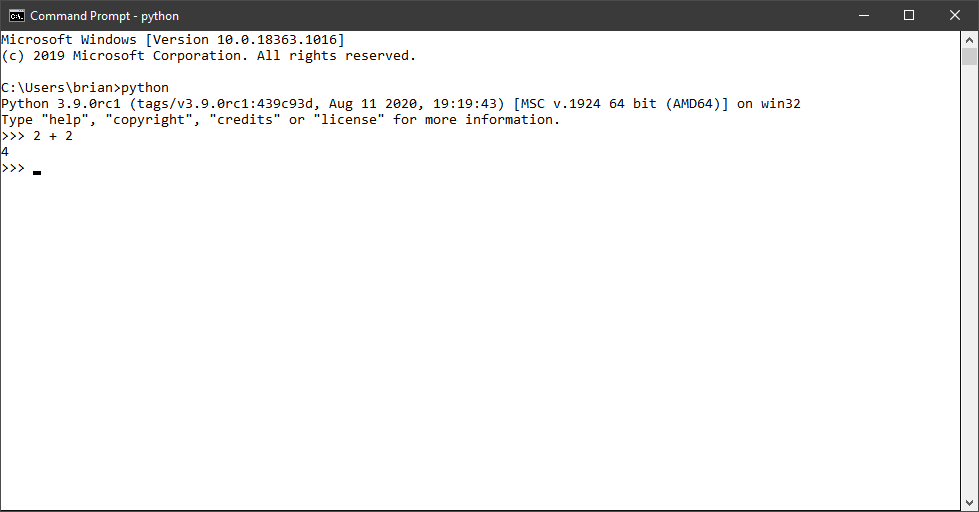 Command Prompt - python
Microsoft Windows [Version 10.0.18363.1016]
(c) 2019 Microsoft Corporation. All rights reserved.
C:\Users\brian>python
Python 3.9.0rc1 (tags/v3.9.0rc1:439c93d, Aug 11 2020, 19:19:43) [MSC v.1924 64 bit (AMD64)] on win32
Type "help", "copyright", "credits" or "license" for more information.
>>> 2 + 2
4
>>>